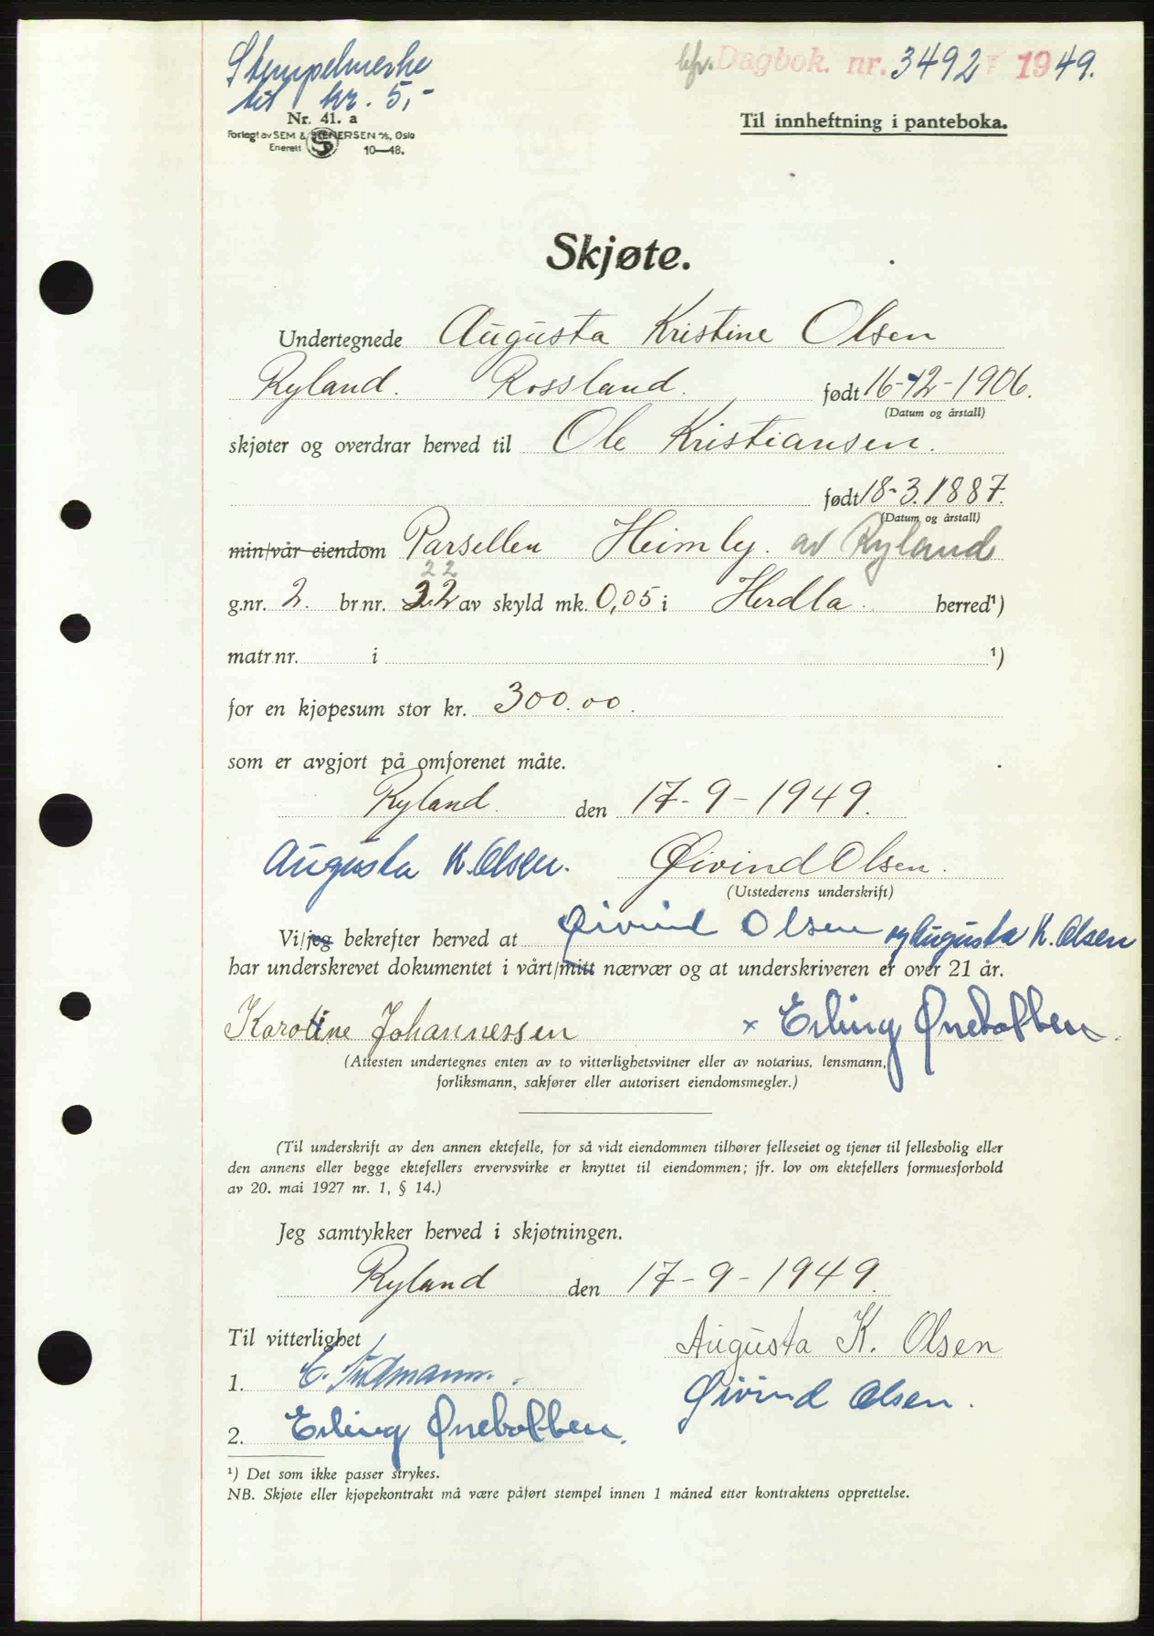 Stempelmerke
til kr. 5,-
Nr. 41. a
Forlagt av SEM & STENERSEN A/S, Oslo
Enerett 10—48.
bfr. Dagbok. nr. 3492 1949.
Til innheftning i panteboka.
Skjøte.
Undertegnede Augusta Kristine Olsen
Ryland. Rossland. født 16-12-1906.
(Datum og årstall)
skjøter og overdrar herved til Ole Kristiansen.
født 18-3.1887.
(Datum og årstall)
min/vår eiendom Parsellen Heimly. av Ryland
22
g.nr. 2. br.nr. 22 av skyld mk. 0,05 i Herdla. herred¹)
matr.nr. i ¹)
for en kjøpesum stor kr. 300.00.
som er avgjort på omforenet måte.
Ryland. den 17-9-1949.
Augusta K. Olsen. Øivind Olsen.
(Utstederens underskrift)
Vi/jeg bekrefter herved at Øivind Olsen og Augusta K. Olsen
har underskrevet dokumentet i vårt/mitt nærvær og at underskriveren er over 21 år.
Karoline Johannessen × Erling Ønebakken.
(Attesten undertegnes enten av to vitterlighetsvitner eller av notarius, lensmann,
forliksmann, sakfører eller autorisert eiendomsmegler.)
(Til underskrift av den annen ektefelle, for så vidt eiendommen tilhører felleseiet og tjener til fellesbolig eller
den annens eller begge ektefellers ervervsvirke er knyttet til eiendommen; jfr. lov om ektefellers formuesforhold
av 20. mai 1927 nr. 1, § 14.)
Jeg samtykker herved i skjøtningen.
Ryland den 17-9-1949.
Til vitterlighet Augusta K. Olsen
1. Øivind Olsen.
2. Erling Ønebakken.
¹) Det som ikke passer strykes.
NB. Skjøte eller kjøpekontrakt må være påført stempel innen 1 måned etter kontraktens opprettelse.